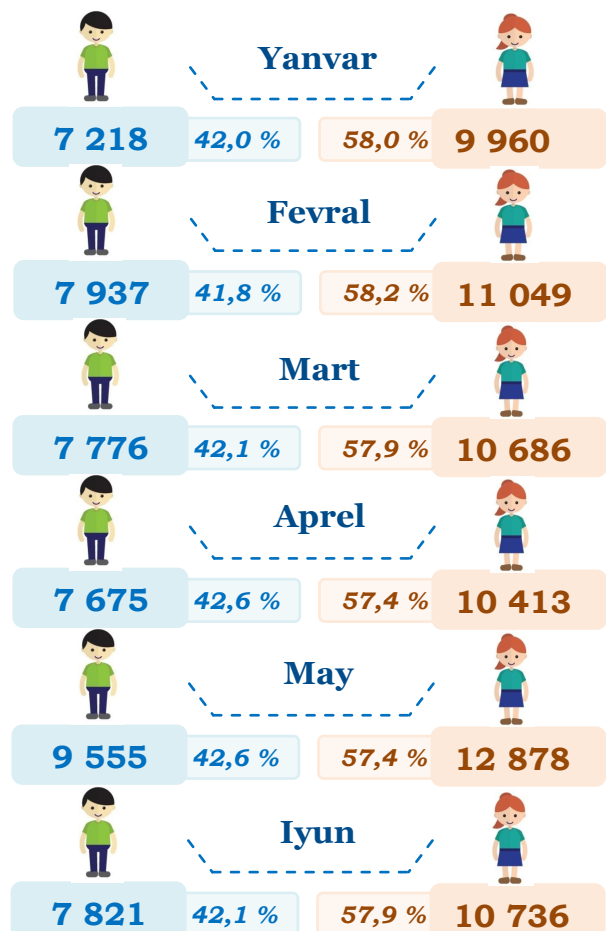 Yanvar
7 218 42,0 % 58,0 % 9 960
Fevral
7 937 41,8 % 58,2 % 11 049
Mart
7 776 42,1 % 57,9 % 10 686
Aprel
7 675 42,6 % 57,4 % 10 413
May
9 555 42,6 % 57,4 % 12 878
Iyun
7 821 42,1 % 57,9 % 10 736